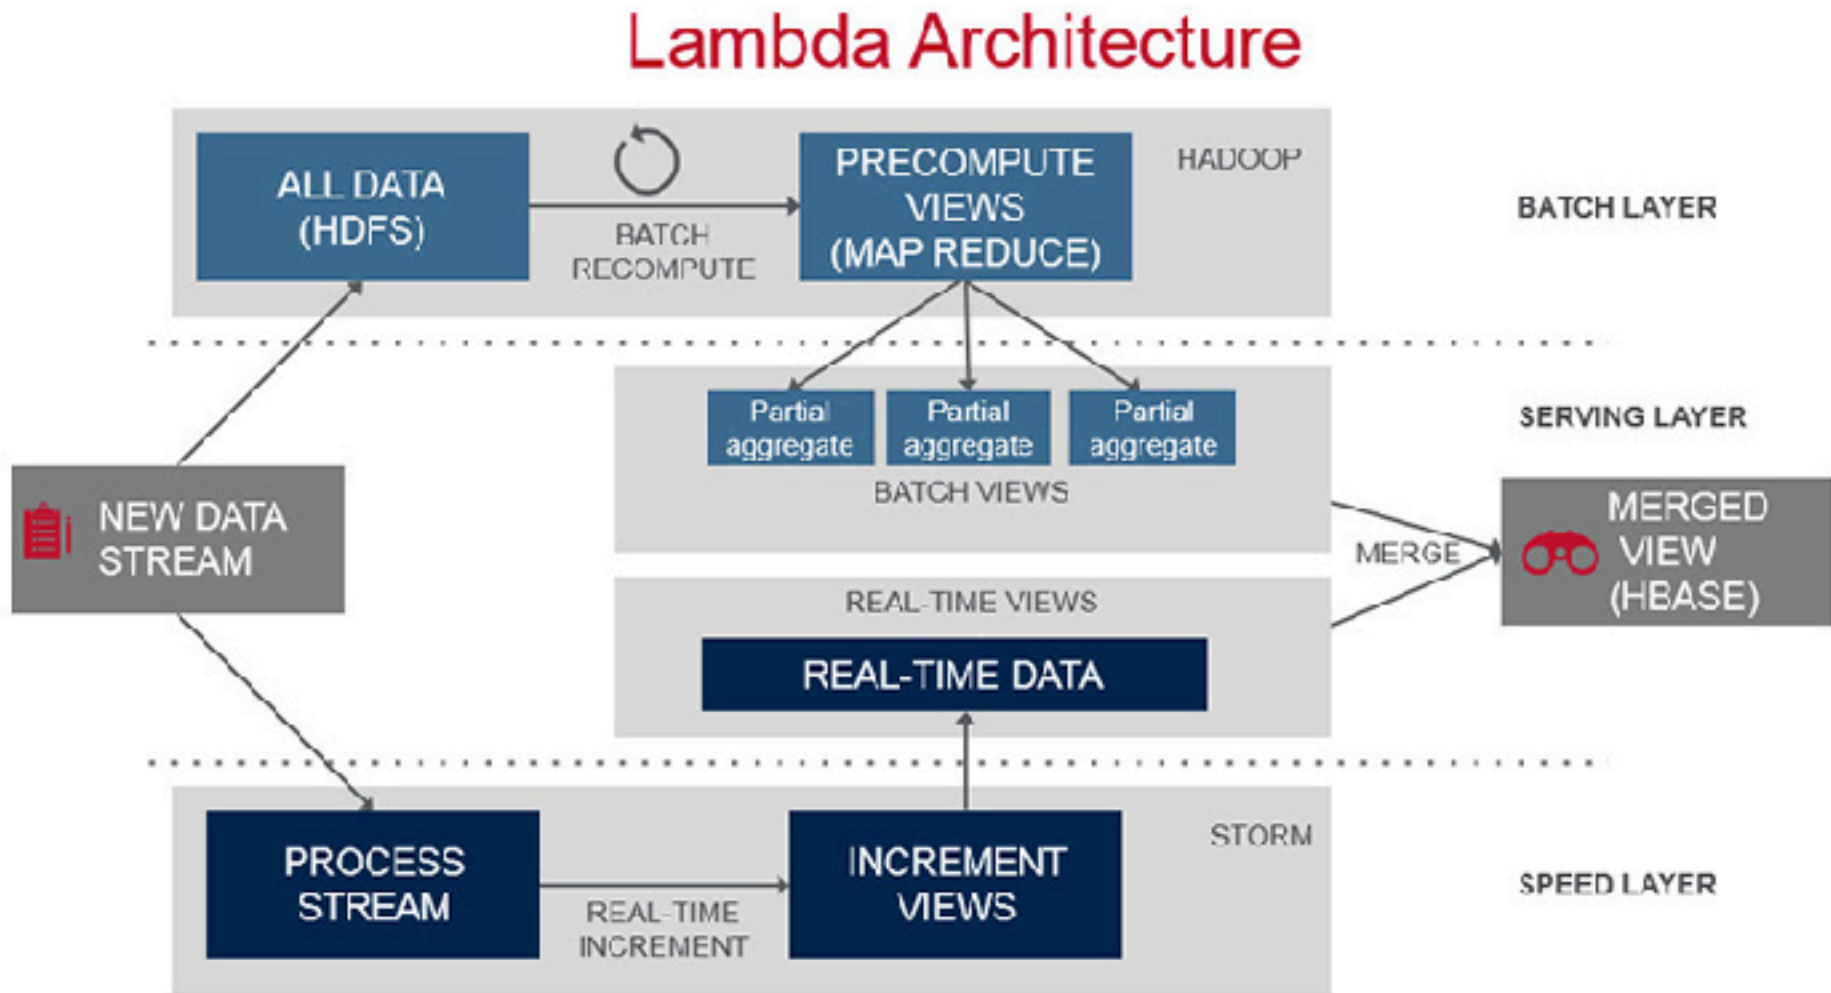 Lambda Architecture
ALL DATA
(HDFS)
BATCH
RECOMPUTE
PRECOMPUTE
VIEWS
(MAP REDUCE)
HADOOP
BATCH LAYER
Partial
aggregate
Partial
aggregate
Partial
aggregate
BATCH VIEWS
SERVING LAYER
NEW DATA
STREAM
MERGE
MERGED
VIEW
(HBASE)
REAL-TIME VIEWS
REAL-TIME DATA
PROCESS
STREAM
REAL-TIME
INCREMENT
INCREMENT
VIEWS
STORM
SPEED LAYER